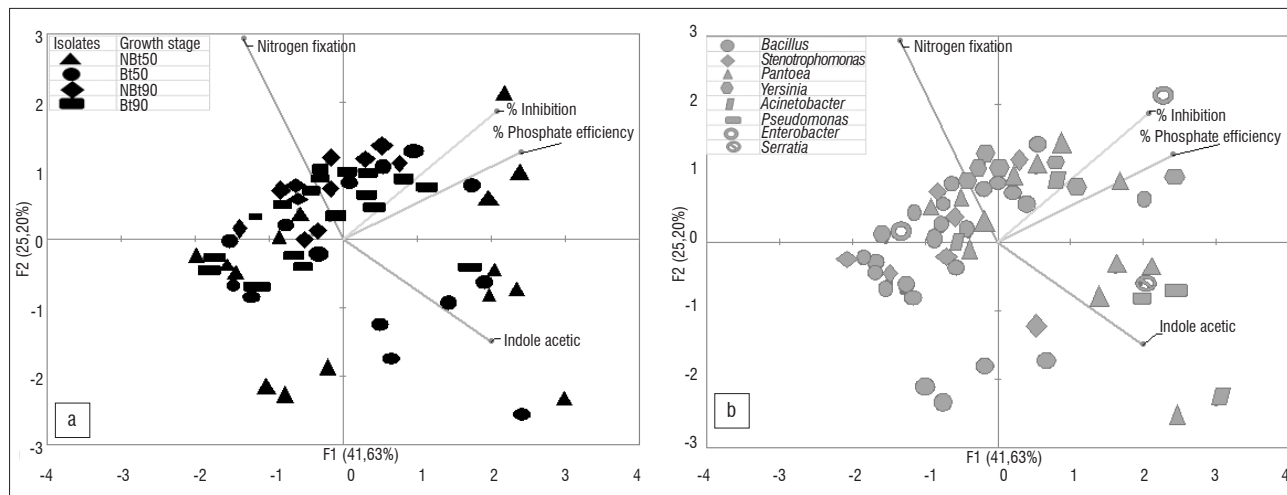 Isolates Growth stage
NBt50
Bt50
NBt90
Bt90
Nitrogen fixation
% Inhibition
% Phosphate efficiency
Indole acetic
F2 (25,20%)
3
2
1
0
-1
-2
-3
F1 (41,63%)
-4 -3 -2 -1 0 1 2 3 4
a
Bacillus
Stenotrophomonas
Pantoea
Yersinia
Acinetobacter
Pseudomonas
Enterobacter
Serratia
Nitrogen fixation
% Inhibition
% Phosphate efficiency
Indole acetic
F2 (25,20%)
3
2
1
0
-1
-2
-3
F1 (41,63%)
-4 -3 -2 -1 0 1 2 3 4
b